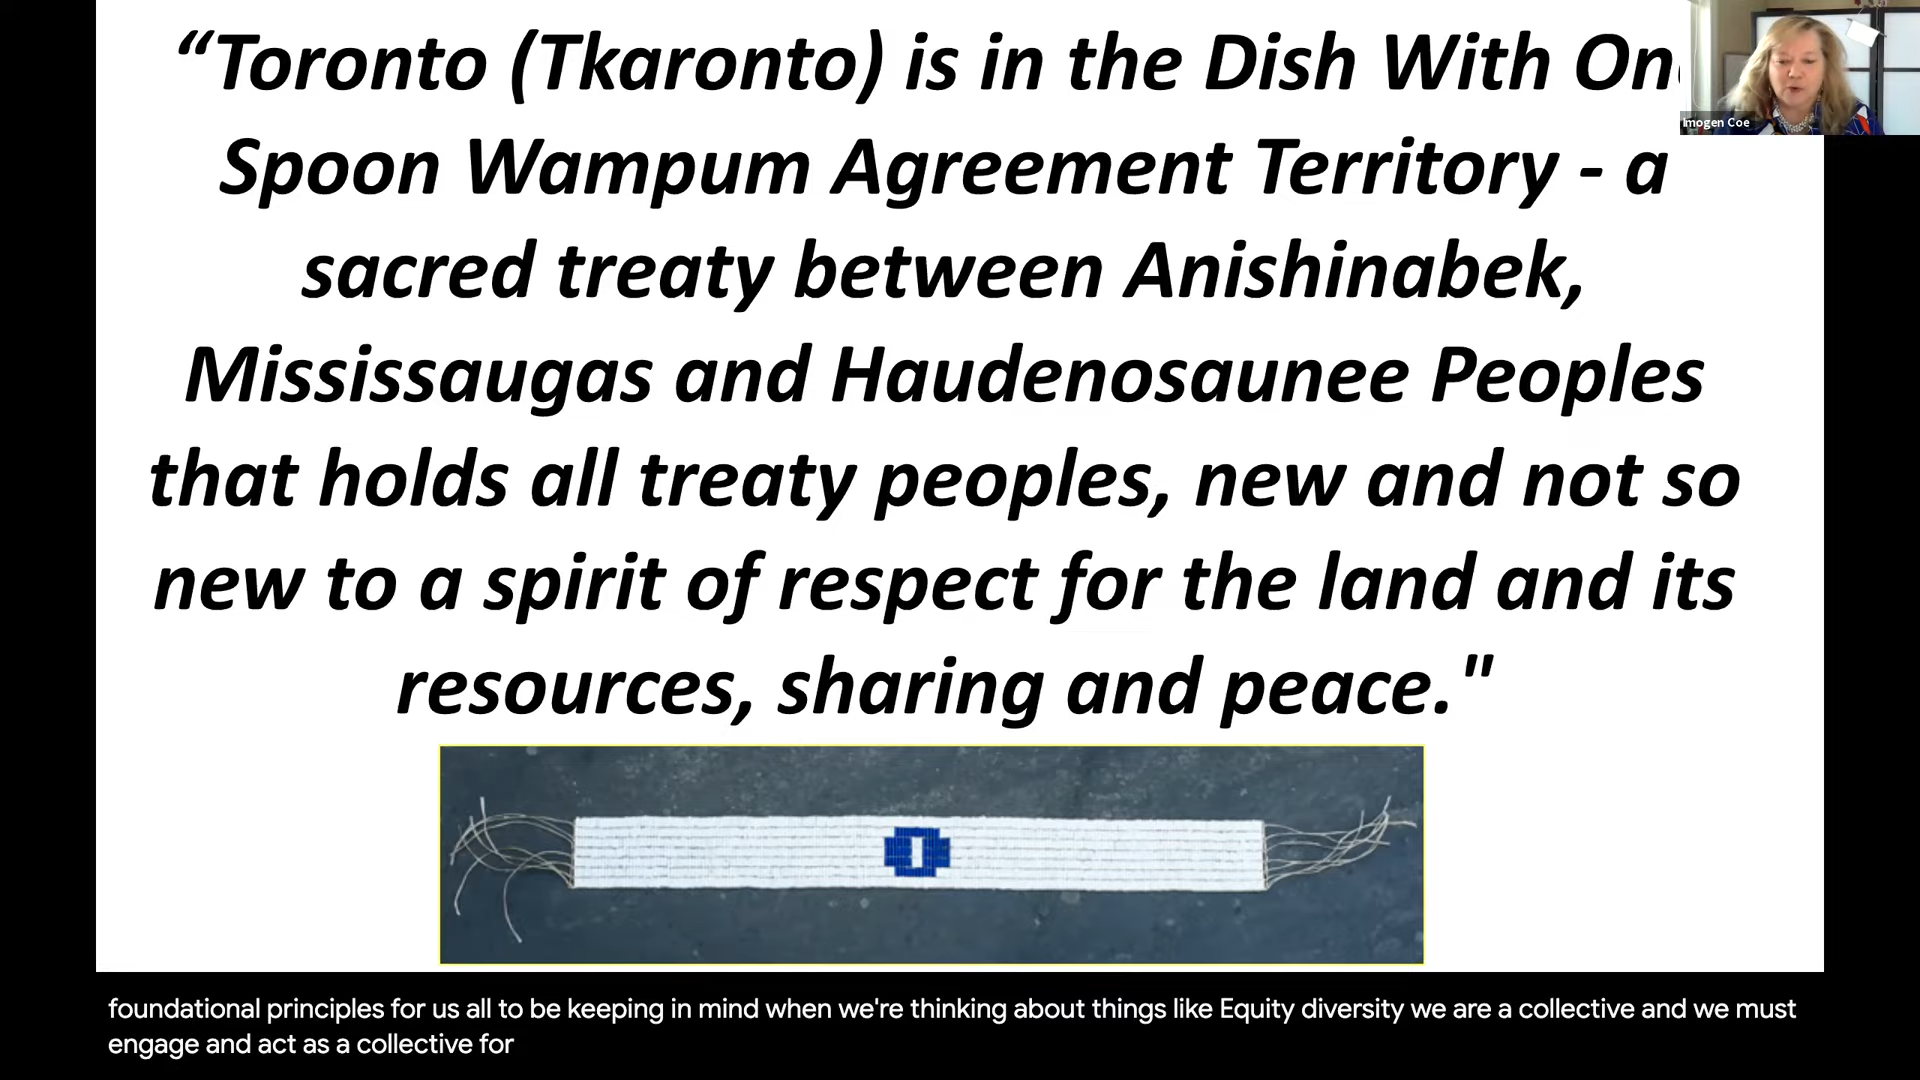 “Toronto (Tkaronto) is in the Dish With One
Spoon Wampum Agreement Territory - a
sacred treaty between Anishinabek,
Mississaugas and Haudenosaunee Peoples
that holds all treaty peoples, new and not so
new to a spirit of respect for the land and its
resources, sharing and peace."
Imogen Coe
foundational principles for us all to be keeping in mind when we're thinking about things like Equity diversity we are a collective and we must
engage and act as a collective for